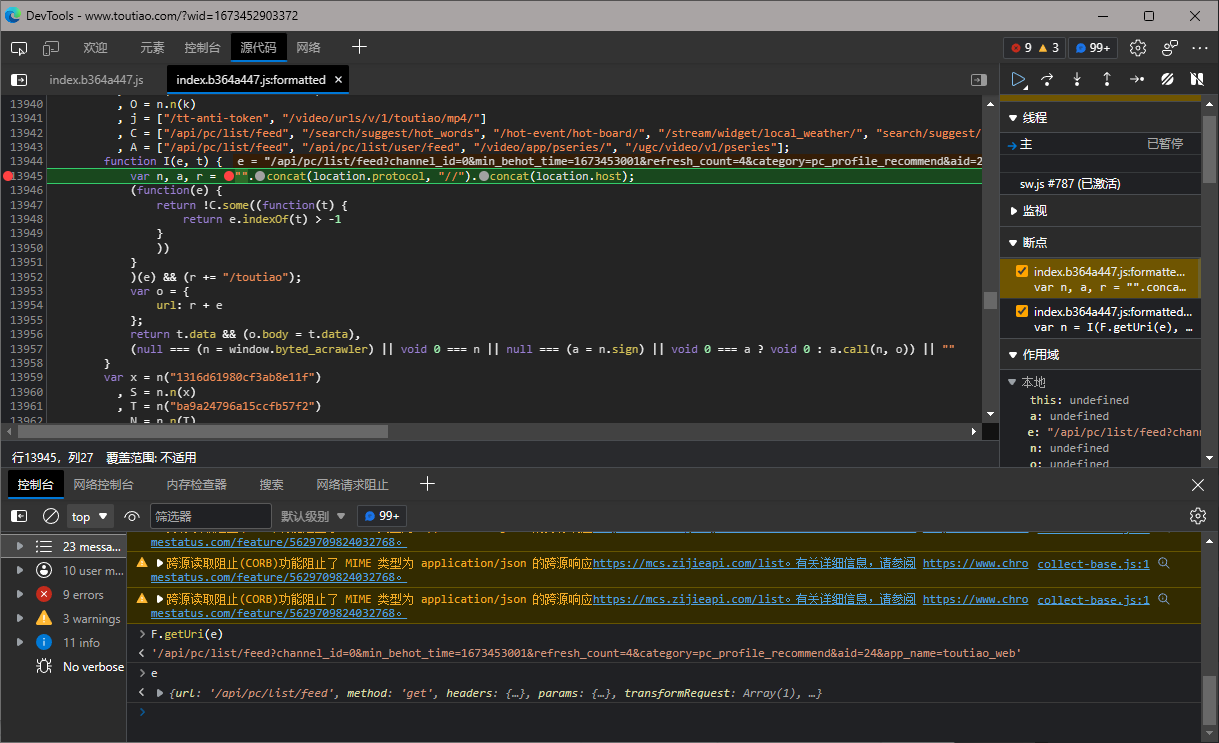 DevTools - www.toutiao.com/?wid=1673452903372
欢迎 元素 控制台 源代码 网络
9 3 99+
index.b364a447.js index.b364a447.js:formatted ×
13940 , O = n.n(k)
13941 , j = ["/tt-anti-token", "/video/urls/v/1/toutiao/mp4/"]
13942 , C = ["/api/pc/list/feed", "/search/suggest/hot_words", "/hot-event/hot-board/", "/stream/widget/local_weather/", "search/suggest/
13943 , A = ["/api/pc/list/feed", "/api/pc/list/user/feed", "/video/app/pseries/", "/ugc/video/v1/pseries"];
13944 function I(e, t) { e = "/api/pc/list/feed?channel_id=0&min_behot_time=1673453001&refresh_count=4&category=pc_profile_recommend&aid=2
13945 var n, a, r = "".concat(location.protocol, "//").concat(location.host);
13946 (function(e) {
13947 return !C.some((function(t) {
13948 return e.indexOf(t) > -1
13949 }
13950 ))
13951 }
13952 )(e) && (r += "/toutiao");
13953 var o = {
13954 url: r + e
13955 };
13956 return t.data && (o.body = t.data),
13957 (null === (n = window.byted_acrawler) || void 0 === n || null === (a = n.sign) || void 0 === a ? void 0 : a.call(n, o)) || ""
13958 }
13959 var x = n("1316d61980cf3ab8e11f")
13960 , S = n.n(x)
13961 , T = n("ba9a24796a15ccfb57f2")
13962 N = n.n(T)
行13945，列27 覆盖范围: 不适用
线程
主 已暂停
sw.js #787 (已激活)
监视
断点
index.b364a447.js:formatte...
var n, a, r = "".conca…
index.b364a447.js:formatted...
var n = I(F.getUri(e), …
作用域
本地
this: undefined
a: undefined
e: "/api/pc/list/feed?chann
n: undefined
o: undefined
控制台 网络控制台 内存检查器 搜索 网络请求阻止
top 筛选器 默认级别 99+
23 messa...
10 user m...
9 errors
3 warnings
11 info
No verbose
mestatus.com/feature/5629709824032768。
跨源读取阻止(CORB)功能阻止了 MIME 类型为 application/json 的跨源响应https://mcs.zijieapi.com/list。有关详细信息，请参阅 https://www.chro collect-base.js:1
mestatus.com/feature/5629709824032768。
跨源读取阻止(CORB)功能阻止了 MIME 类型为 application/json 的跨源响应https://mcs.zijieapi.com/list。有关详细信息，请参阅 https://www.chro collect-base.js:1
mestatus.com/feature/5629709824032768。
F.getUri(e)
'/api/pc/list/feed?channel_id=0&min_behot_time=1673453001&refresh_count=4&category=pc_profile_recommend&aid=24&app_name=toutiao_web'
e
{url: '/api/pc/list/feed', method: 'get', headers: {…}, params: {…}, transformRequest: Array(1), …}